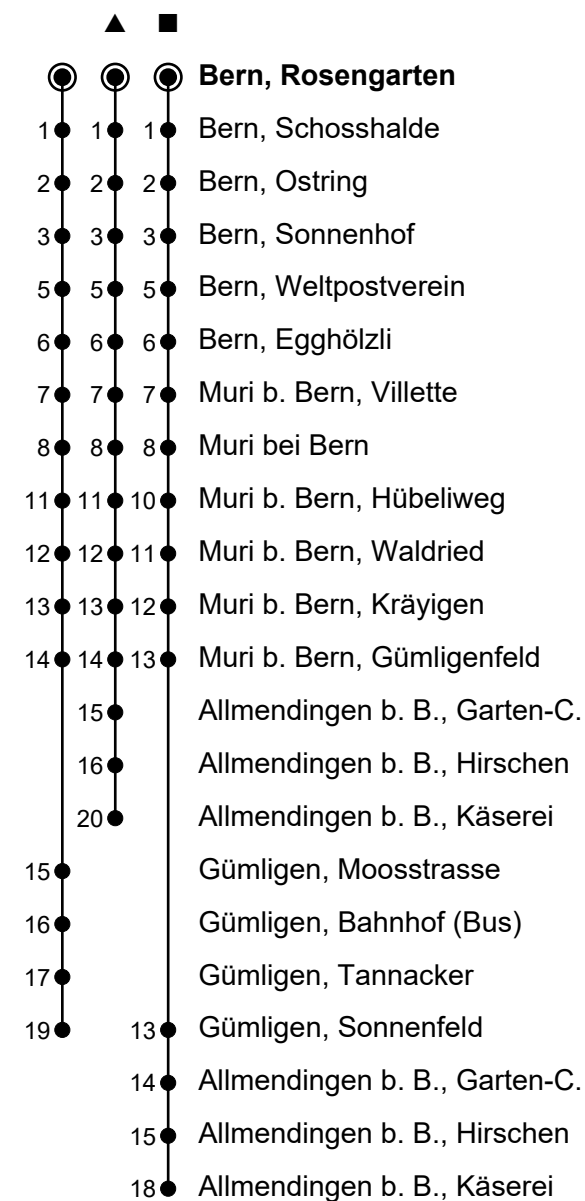 ▲ ■
Bern, Rosengarten
1 1 1 Bern, Schosshalde
2 2 2 Bern, Ostring
3 3 3 Bern, Sonnenhof
5 5 5 Bern, Weltpostverein
6 6 6 Bern, Egghölzli
7 7 7 Muri b. Bern, Villette
8 8 8 Muri bei Bern
11 11 10 Muri b. Bern, Hübeliweg
12 12 11 Muri b. Bern, Waldried
13 13 12 Muri b. Bern, Kräyigen
14 14 13 Muri b. Bern, Gümligenfeld
15 Allmendingen b. B., Garten-C.
16 Allmendingen b. B., Hirschen
20 Allmendingen b. B., Käserei
15 Gümligen, Moosstrasse
16 Gümligen, Bahnhof (Bus)
17 Gümligen, Tannacker
19 13 Gümligen, Sonnenfeld
14 Allmendingen b. B., Garten-C.
15 Allmendingen b. B., Hirschen
18 Allmendingen b. B., Käserei